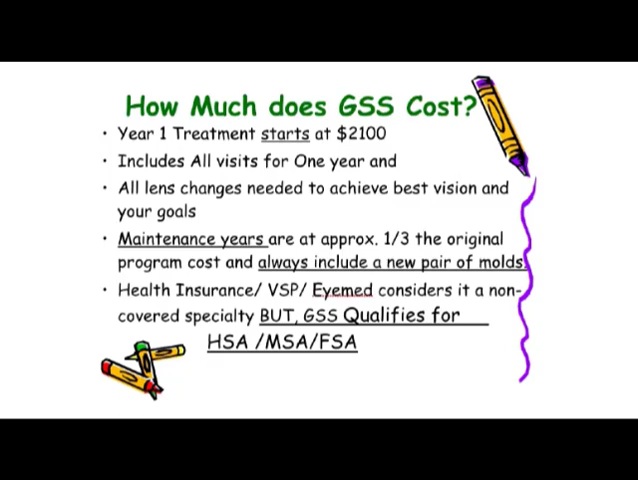 How Much does GSS Cost?
• Year 1 Treatment starts at $2100
• Includes All visits for One year and
• All lens changes needed to achieve best vision and
your goals
• Maintenance years are at approx. 1/3 the original
program cost and always include a new pair of molds.
• Health Insurance/ VSP/ Eyemed considers it a non-
covered specialty BUT, GSS Qualifies for
HSA /MSA/FSA